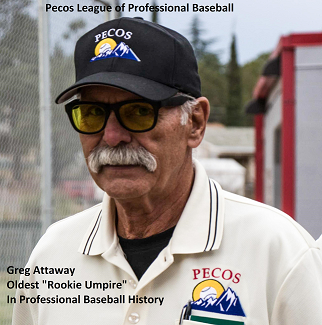 Pecos League of Professional Baseball
PECOS
PECOS
Greg Attaway
Oldest "Rookie Umpire"
In Professional Baseball History